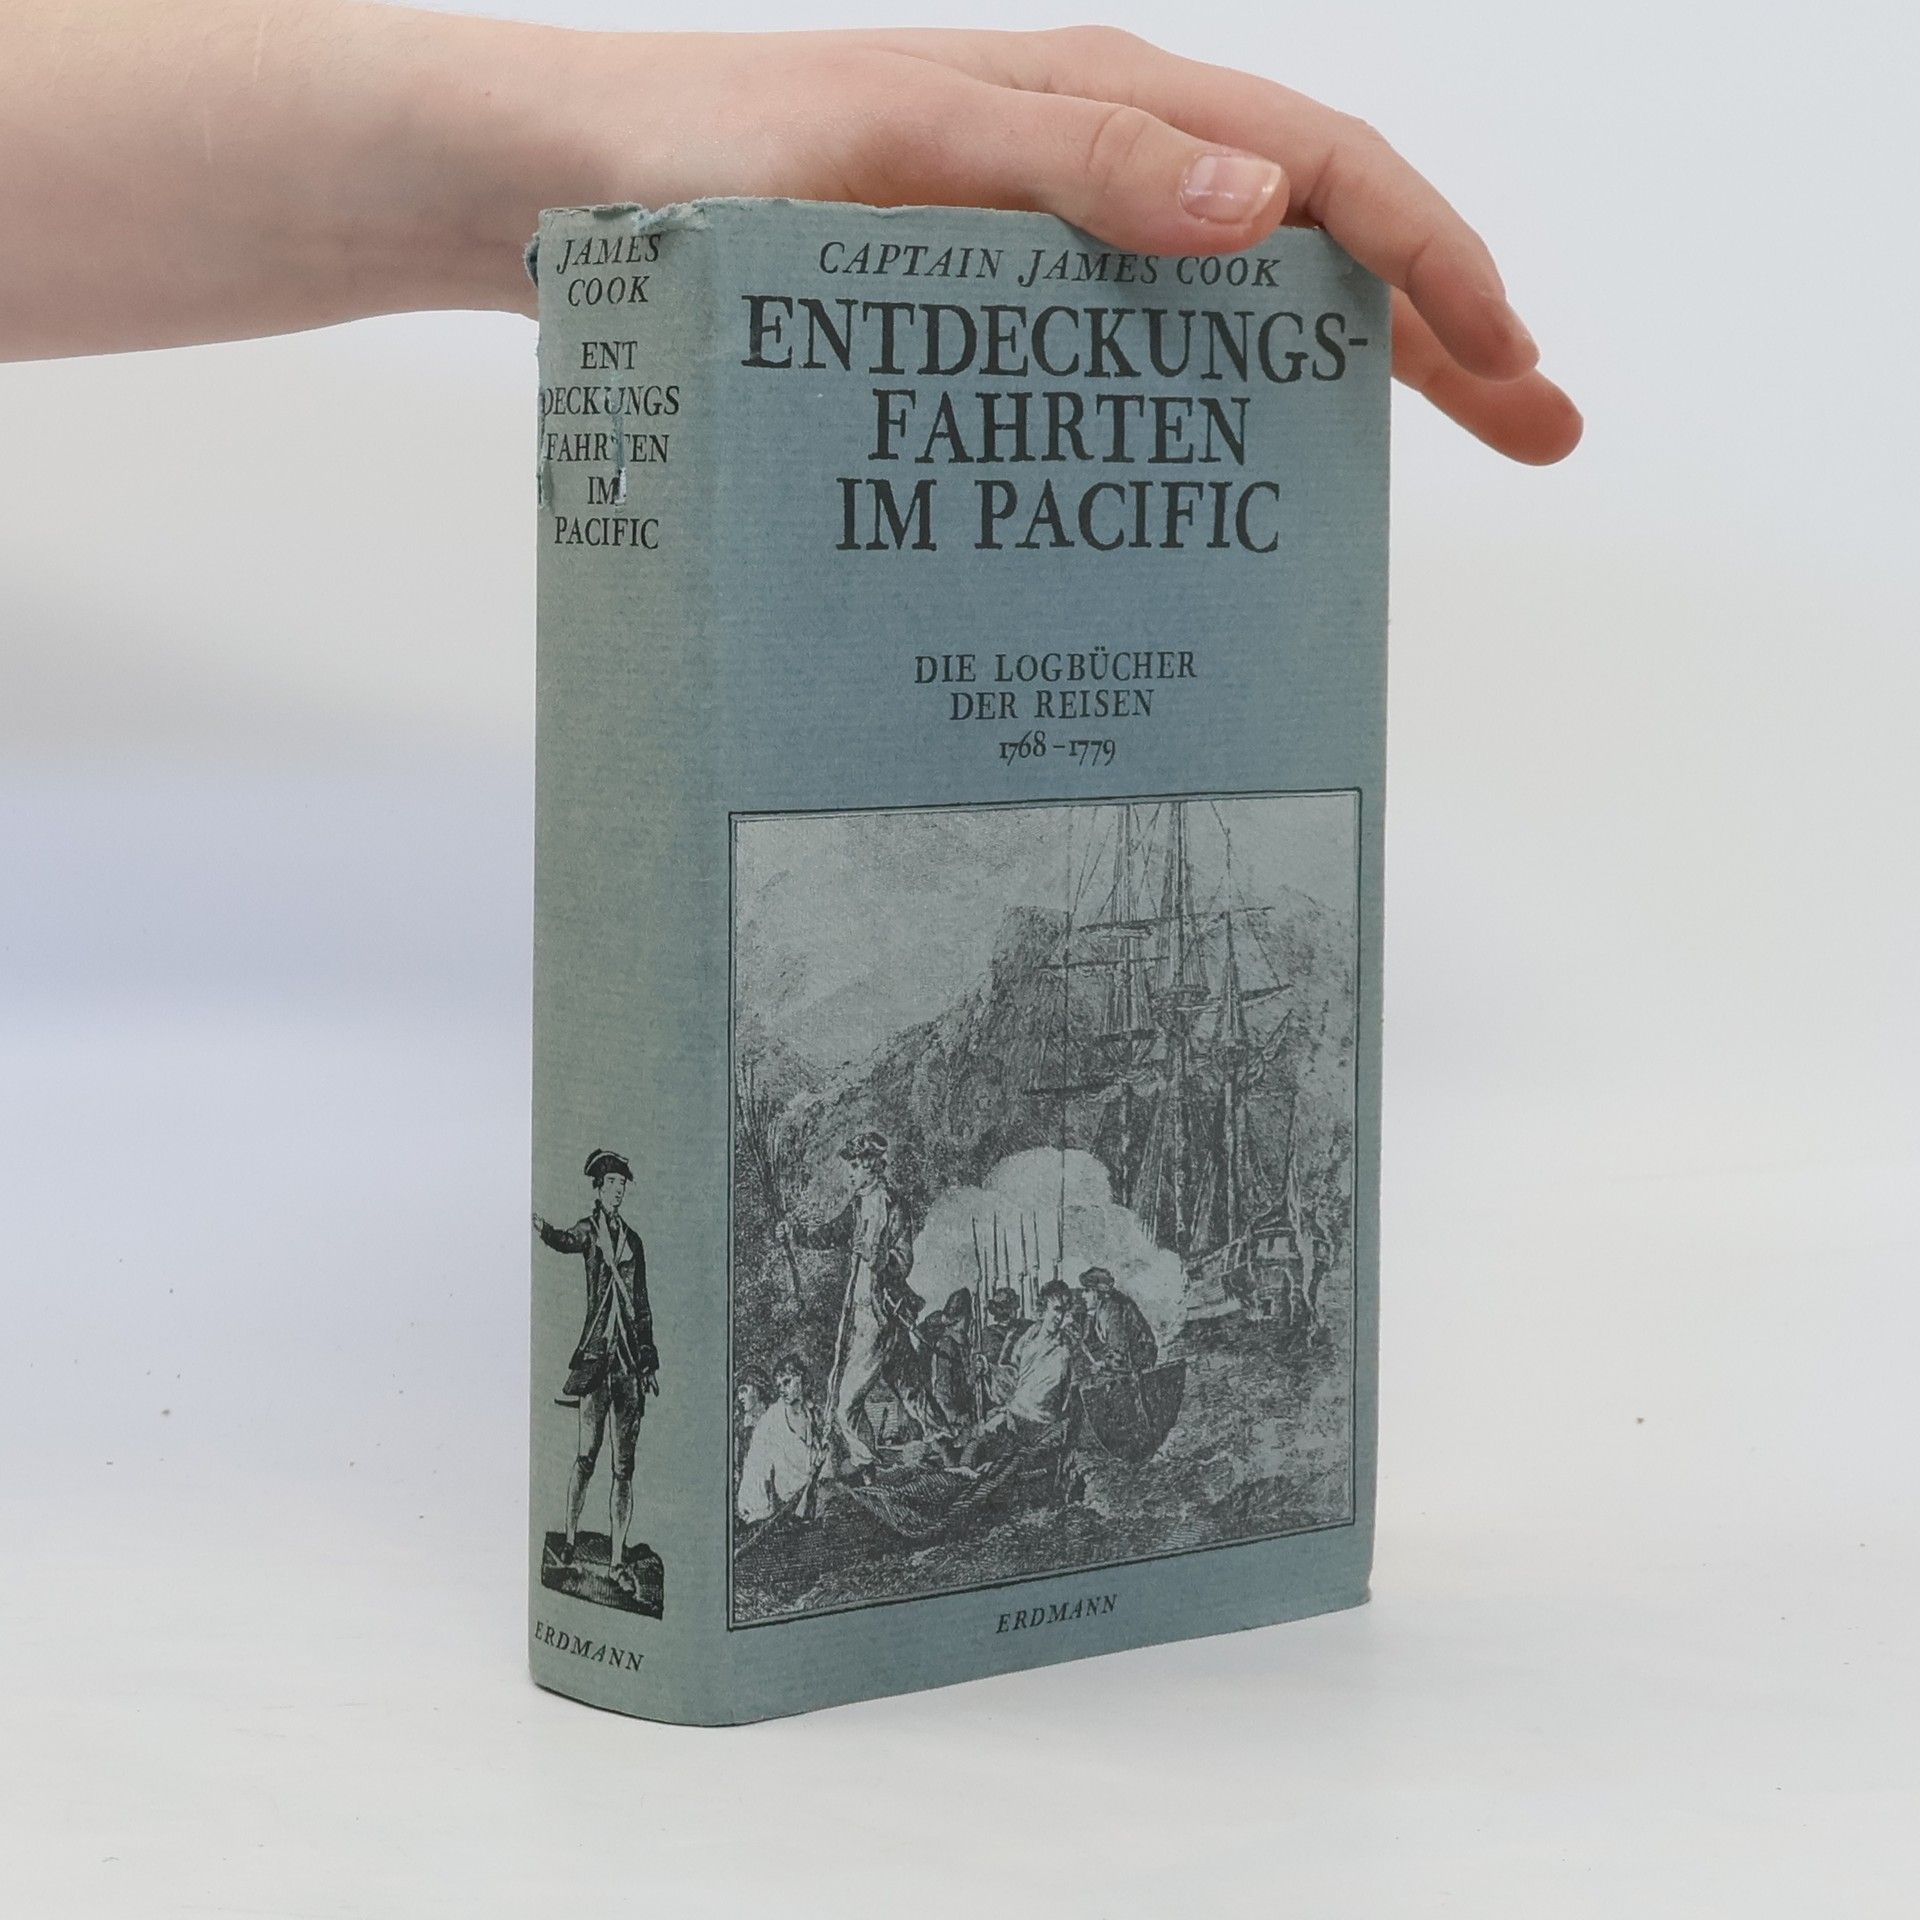 JAMES
COOK
ENT
DECKUNGS
FAHRTEN
IM
PACIFIC
ERDMANN
CAPTAIN JAMES COOK
ENTDECKUNGS-
FAHRTEN
IM PACIFIC
DIE LOGBÜCHER
DER REISEN
1768-1779
ERDMANN